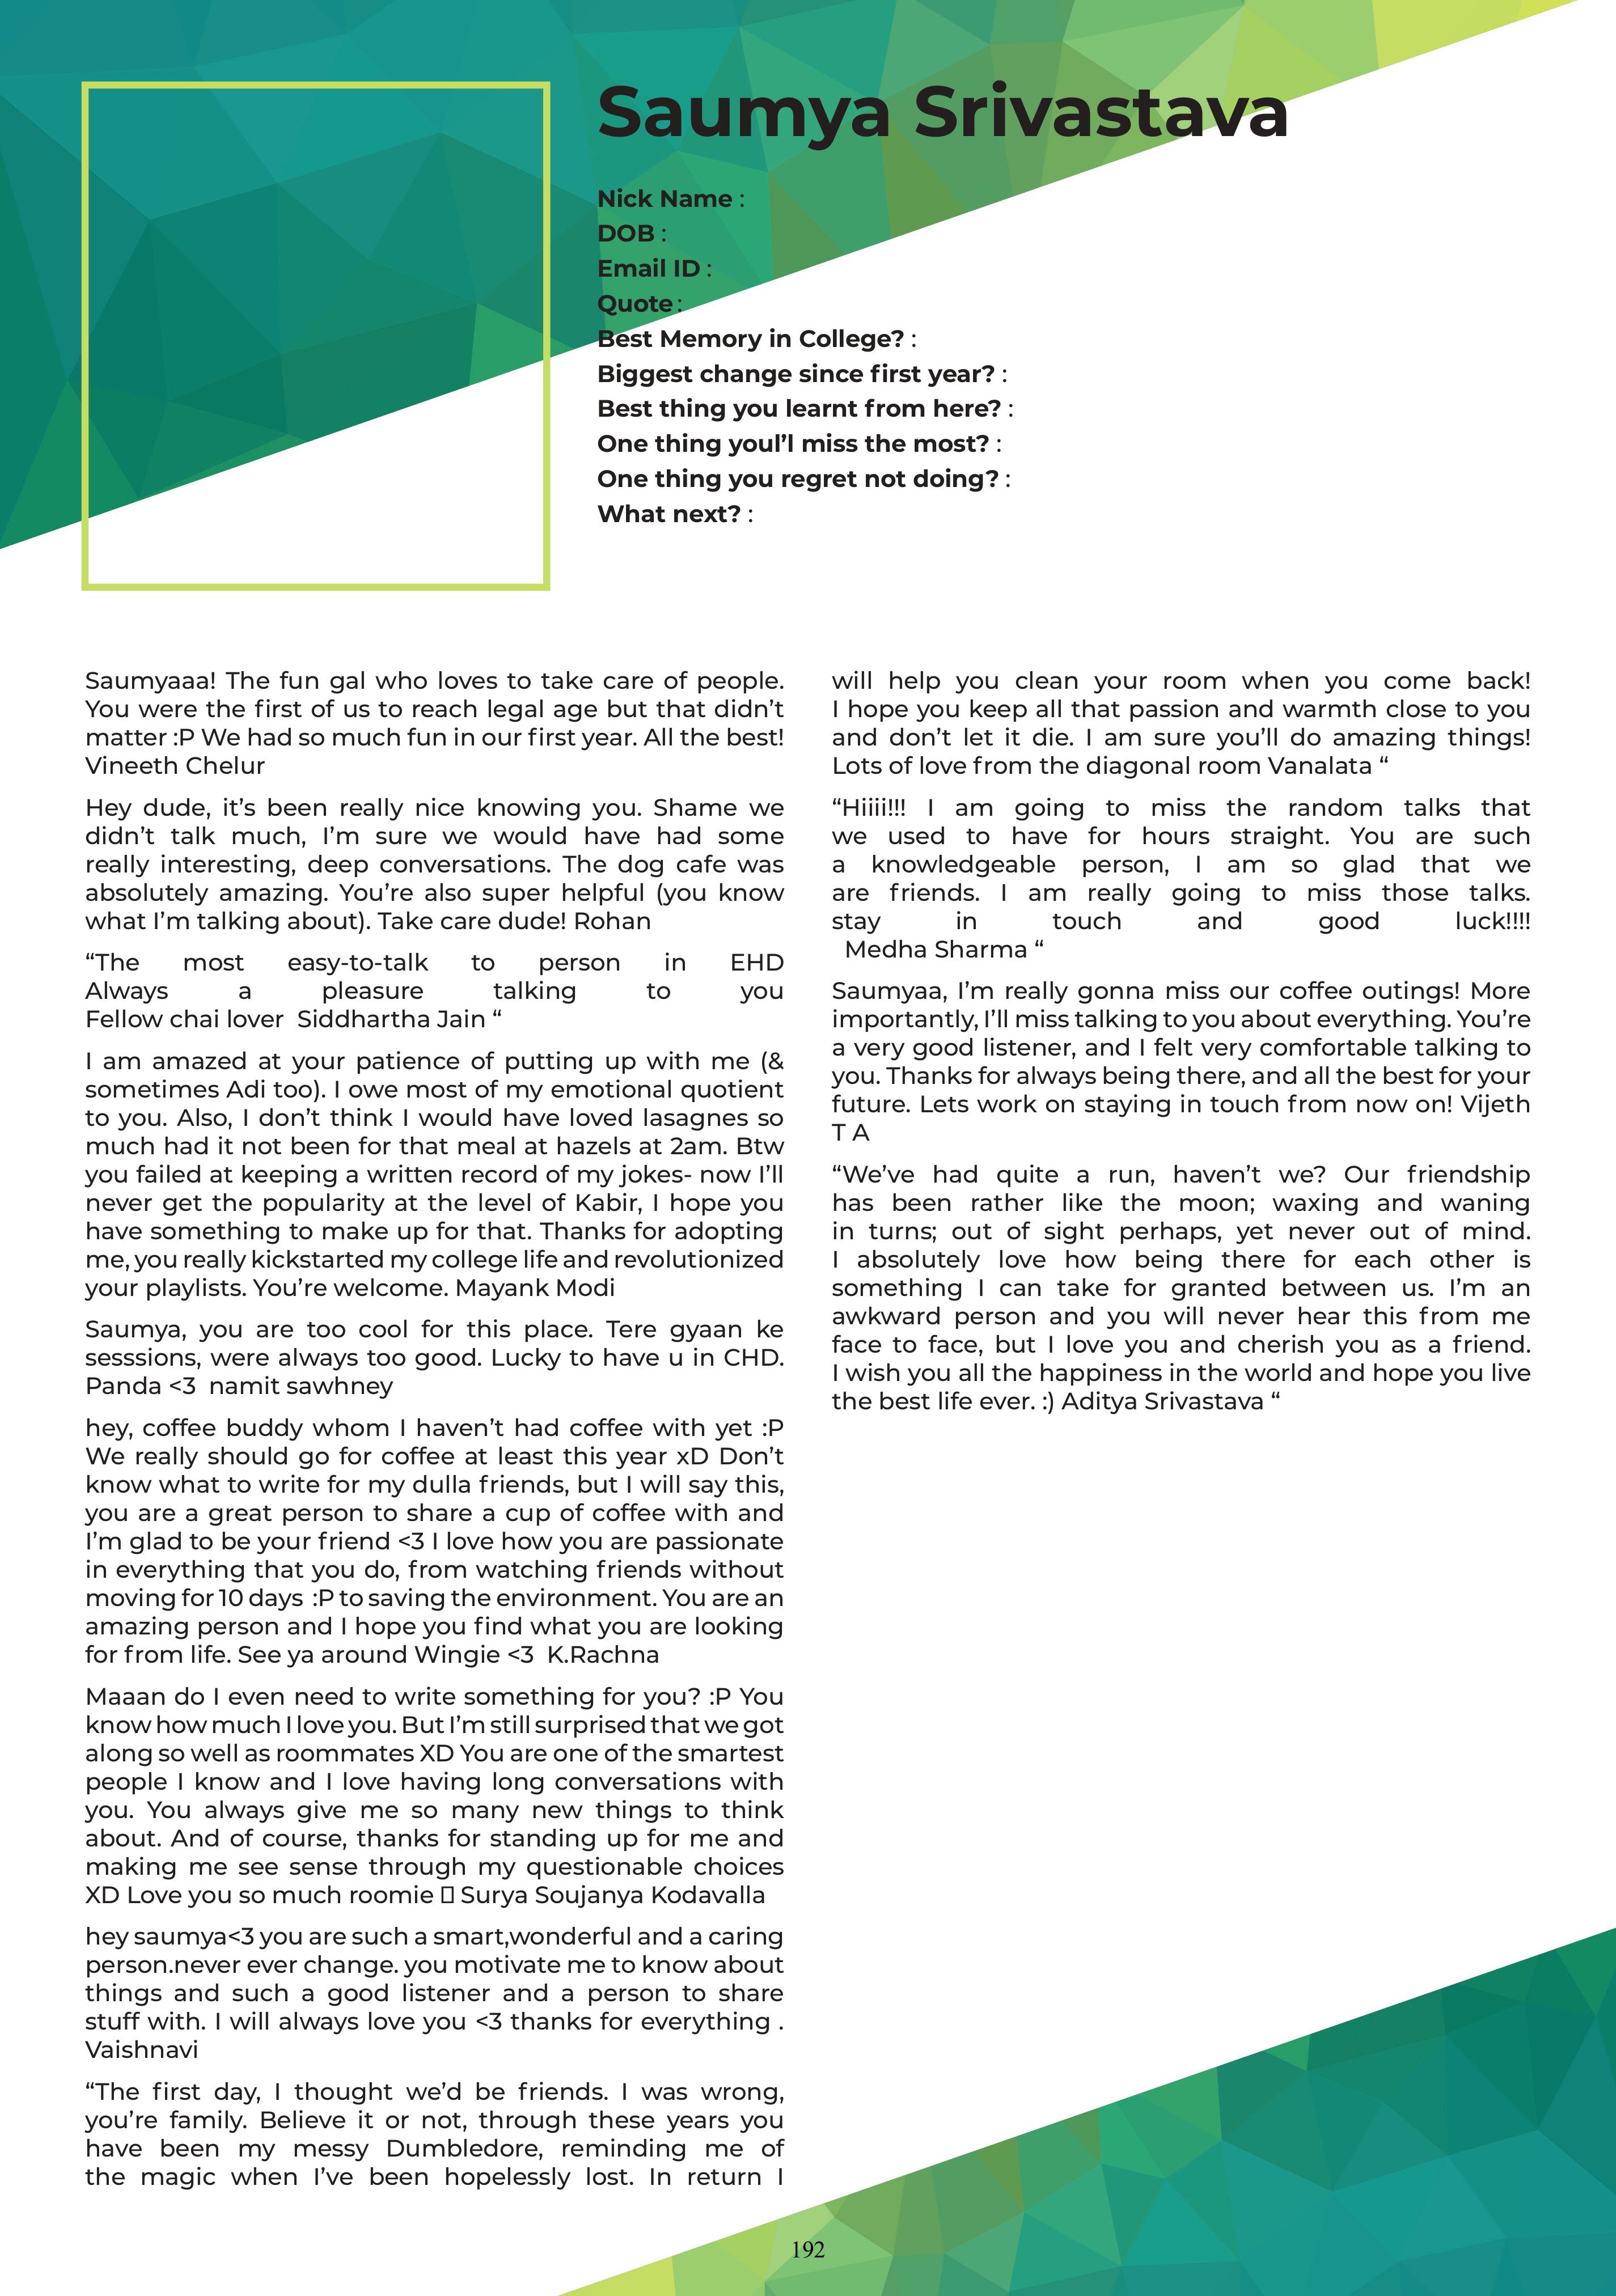 Saumya Srivastava
Nick Name :
DOB :
Email ID :
Quote :
Best Memory in College? :
Biggest change since first year? :
Best thing you learnt from here? :
One thing youl’l miss the most? :
One thing you regret not doing? :
What next? :
Saumyaaa! The fun gal who loves to take care of people.
You were the first of us to reach legal age but that didn’t
matter :P We had so much fun in our first year. All the best!
Vineeth Chelur
Hey dude, it’s been really nice knowing you. Shame we
didn’t talk much, I’m sure we would have had some
really interesting, deep conversations. The dog cafe was
absolutely amazing. You’re also super helpful (you know
what I’m talking about). Take care dude! Rohan
“The most easy-to-talk to person in EHD
Always a pleasure talking to you
Fellow chai lover Siddhartha Jain “
I am amazed at your patience of putting up with me (&
sometimes Adi too). I owe most of my emotional quotient
to you. Also, I don’t think I would have loved lasagnes so
much had it not been for that meal at hazels at 2am. Btw
you failed at keeping a written record of my jokes- now I’ll
never get the popularity at the level of Kabir, I hope you
have something to make up for that. Thanks for adopting
me, you really kickstarted my college life and revolutionized
your playlists. You’re welcome. Mayank Modi
Saumya, you are too cool for this place. Tere gyaan ke
sesssions, were always too good. Lucky to have u in CHD.
Panda <3 namit sawhney
hey, coffee buddy whom I haven’t had coffee with yet :P
We really should go for coffee at least this year xD Don’t
know what to write for my dulla friends, but I will say this,
you are a great person to share a cup of coffee with and
I’m glad to be your friend <3 I love how you are passionate
in everything that you do, from watching friends without
moving for 10 days :P to saving the environment. You are an
amazing person and I hope you find what you are looking
for from life. See ya around Wingie <3 K.Rachna
Maaan do I even need to write something for you? :P You
know how much I love you. But I’m still surprised that we got
along so well as roommates XD You are one of the smartest
people I know and I love having long conversations with
you. You always give me so many new things to think
about. And of course, thanks for standing up for me and
making me see sense through my questionable choices
XD Love you so much roomie ▯ Surya Soujanya Kodavalla
hey saumya<3 you are such a smart,wonderful and a caring
person.never ever change. you motivate me to know about
things and such a good listener and a person to share
stuff with. I will always love you <3 thanks for everything .
Vaishnavi
“The first day, I thought we’d be friends. I was wrong,
you’re family. Believe it or not, through these years you
have been my messy Dumbledore, reminding me of
the magic when I’ve been hopelessly lost. In return I
will help you clean your room when you come back!
I hope you keep all that passion and warmth close to you
and don’t let it die. I am sure you’ll do amazing things!
Lots of love from the diagonal room Vanalata “
“Hiiii!!! I am going to miss the random talks that
we used to have for hours straight. You are such
a knowledgeable person, I am so glad that we
are friends. I am really going to miss those talks.
stay in touch and good luck!!!!
Medha Sharma “
Saumyaa, I’m really gonna miss our coffee outings! More
importantly, I’ll miss talking to you about everything. You’re
a very good listener, and I felt very comfortable talking to
you. Thanks for always being there, and all the best for your
future. Lets work on staying in touch from now on! Vijeth
T A
“We’ve had quite a run, haven’t we? Our friendship
has been rather like the moon; waxing and waning
in turns; out of sight perhaps, yet never out of mind.
I absolutely love how being there for each other is
something I can take for granted between us. I’m an
awkward person and you will never hear this from me
face to face, but I love you and cherish you as a friend.
I wish you all the happiness in the world and hope you live
the best life ever. :) Aditya Srivastava “
192